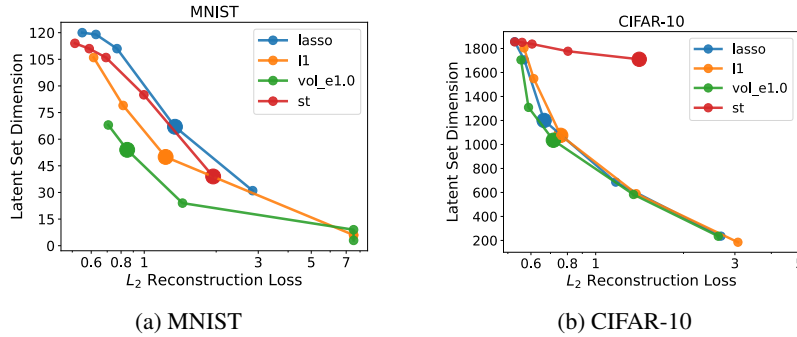 MNIST
Latent Set Dimension
120
105
90
75
60
45
30
15
0
lasso
l1
vol_e1.0
st
0.6 0.8 1 3 5 7
L2 Reconstruction Loss
(a) MNIST
CIFAR-10
Latent Set Dimension
1800
1600
1400
1200
1000
800
600
400
200
lasso
l1
vol_e1.0
st
0.6 1 3 5
L2 Reconstruction Loss
(b) CIFAR-10